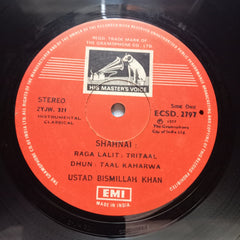 REGD. TRADE MARK OF
THE GRAMOPHONE CO. LTD.
HIS MASTER'S VOICE
STEREO
2YJW. 321
INSTRUMENTAL
CLASSICAL
Side One
ECSD. 2797
The Gramophone
Co. of India Ltd
SHAHNAI :
RAGA LALIT : TRITAAL
DHUN : TAAL KAHARWA
USTAD BISMILLAH KHAN
EMI
MADE IN INDIA